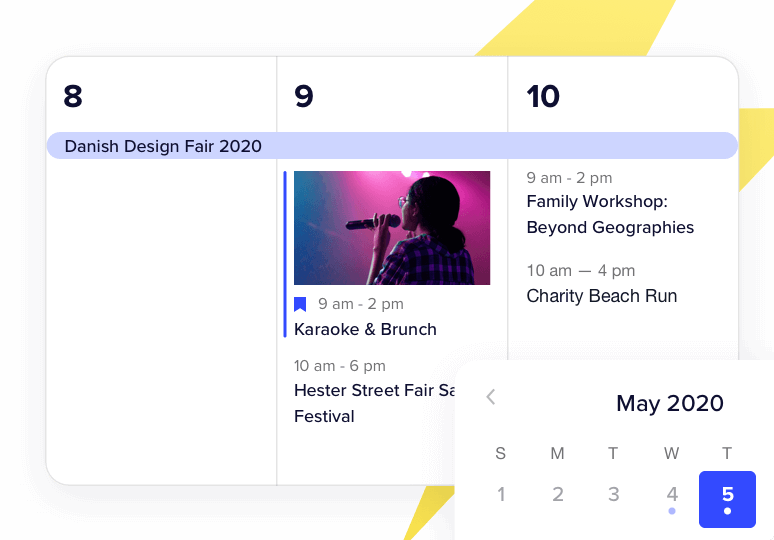 8
9
10
Danish Design Fair 2020
9 am - 2 pm
Karaoke & Brunch
10 am - 6 pm
Hester Street Fair
Festival
9 am - 2 pm
Family Workshop:
Beyond Geographies
10 am — 4 pm
Charity Beach Run
May 2020
S M T W T
1 2 3 4 5